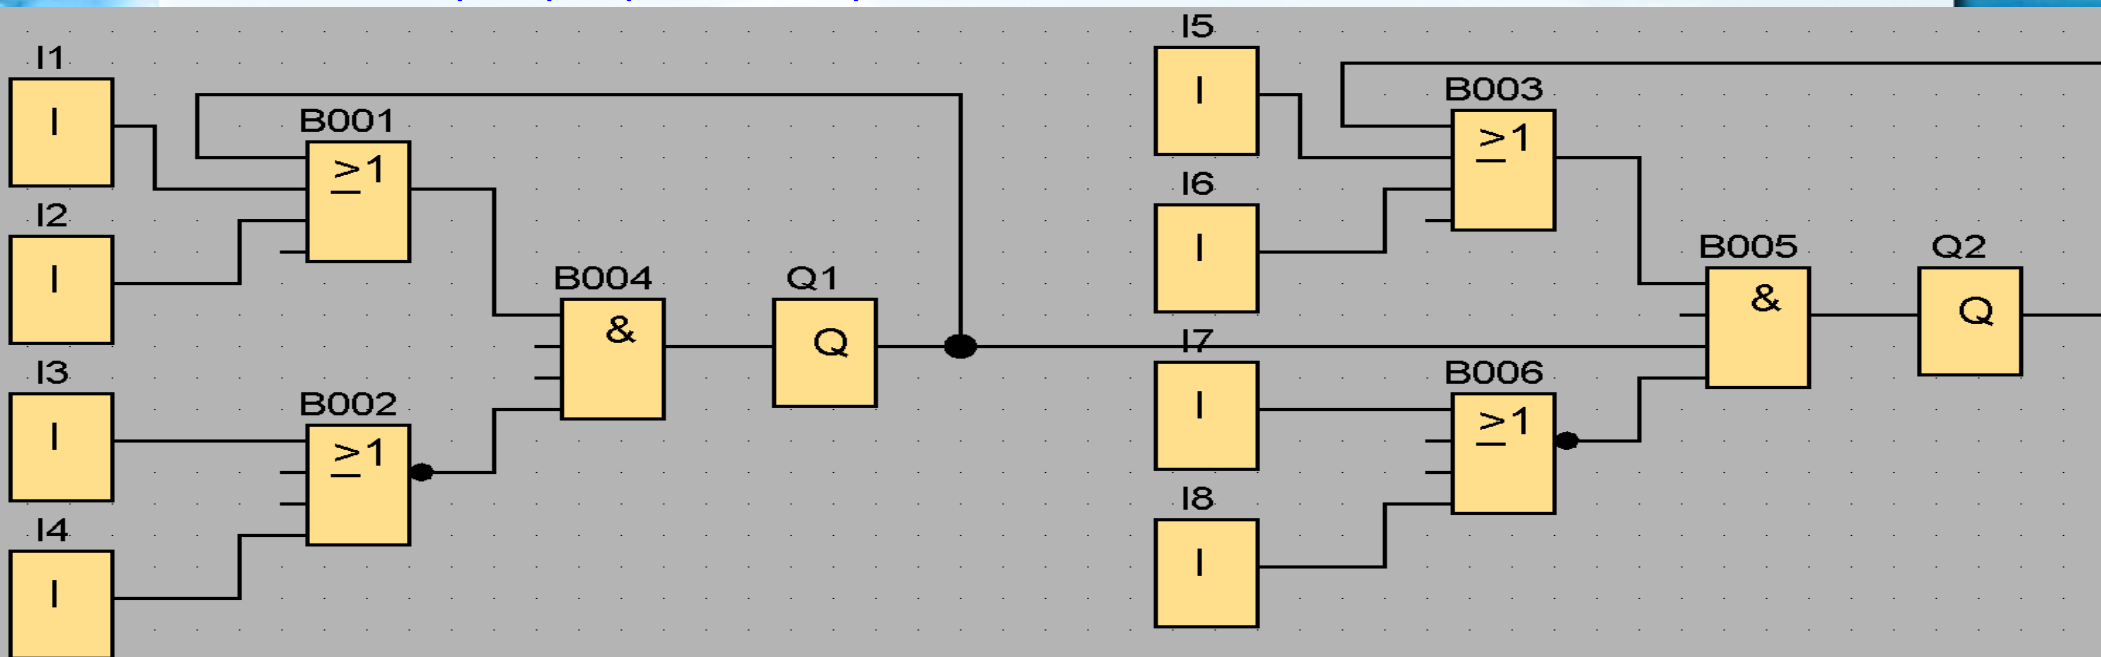 I1
I
I2
I
I3
I
I4
I
B001
≥1
B002
≥1
B004
&
Q1
Q
I5
I
I6
I
I7
I
I8
I
B003
≥1
B006
≥1
B005
&
Q2
Q